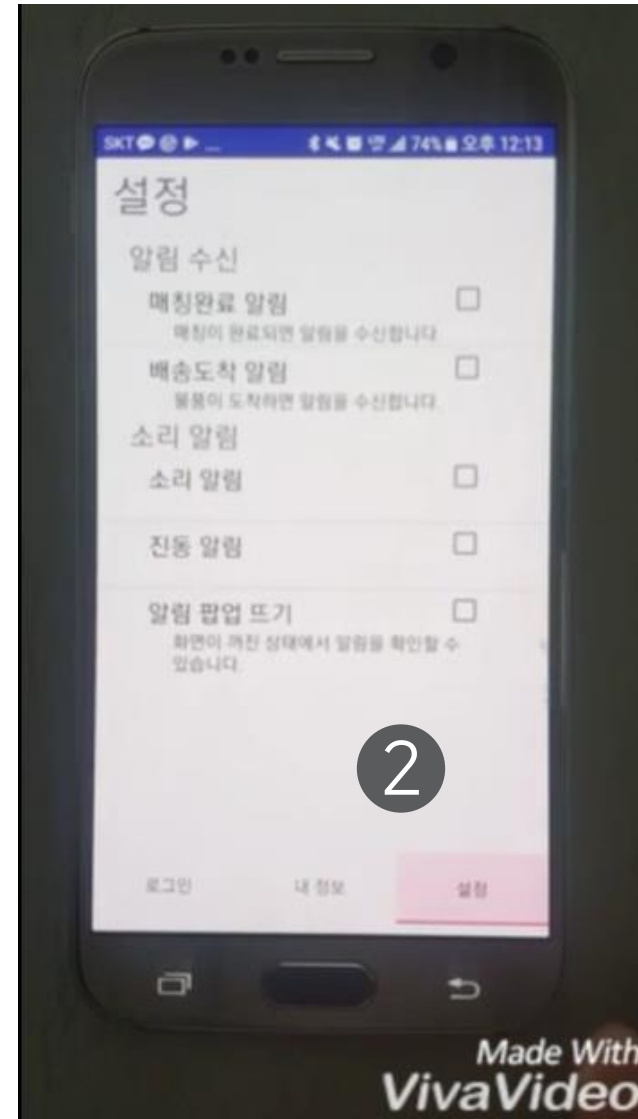 SKT ... 74% 오후 12:13
설정
알림 수신
매칭완료 알림
매칭이 완료되면 알림을 수신합니다
배송도착 알림
물품이 도착하면 알림을 수신합니다.
소리 알림
소리 알림
진동 알림
알림 팝업 뜨기
화면이 꺼진 상태에서 알림을 확인할 수
있습니다.
2
로그인 내 정보 설정
Made With
VivaVideo